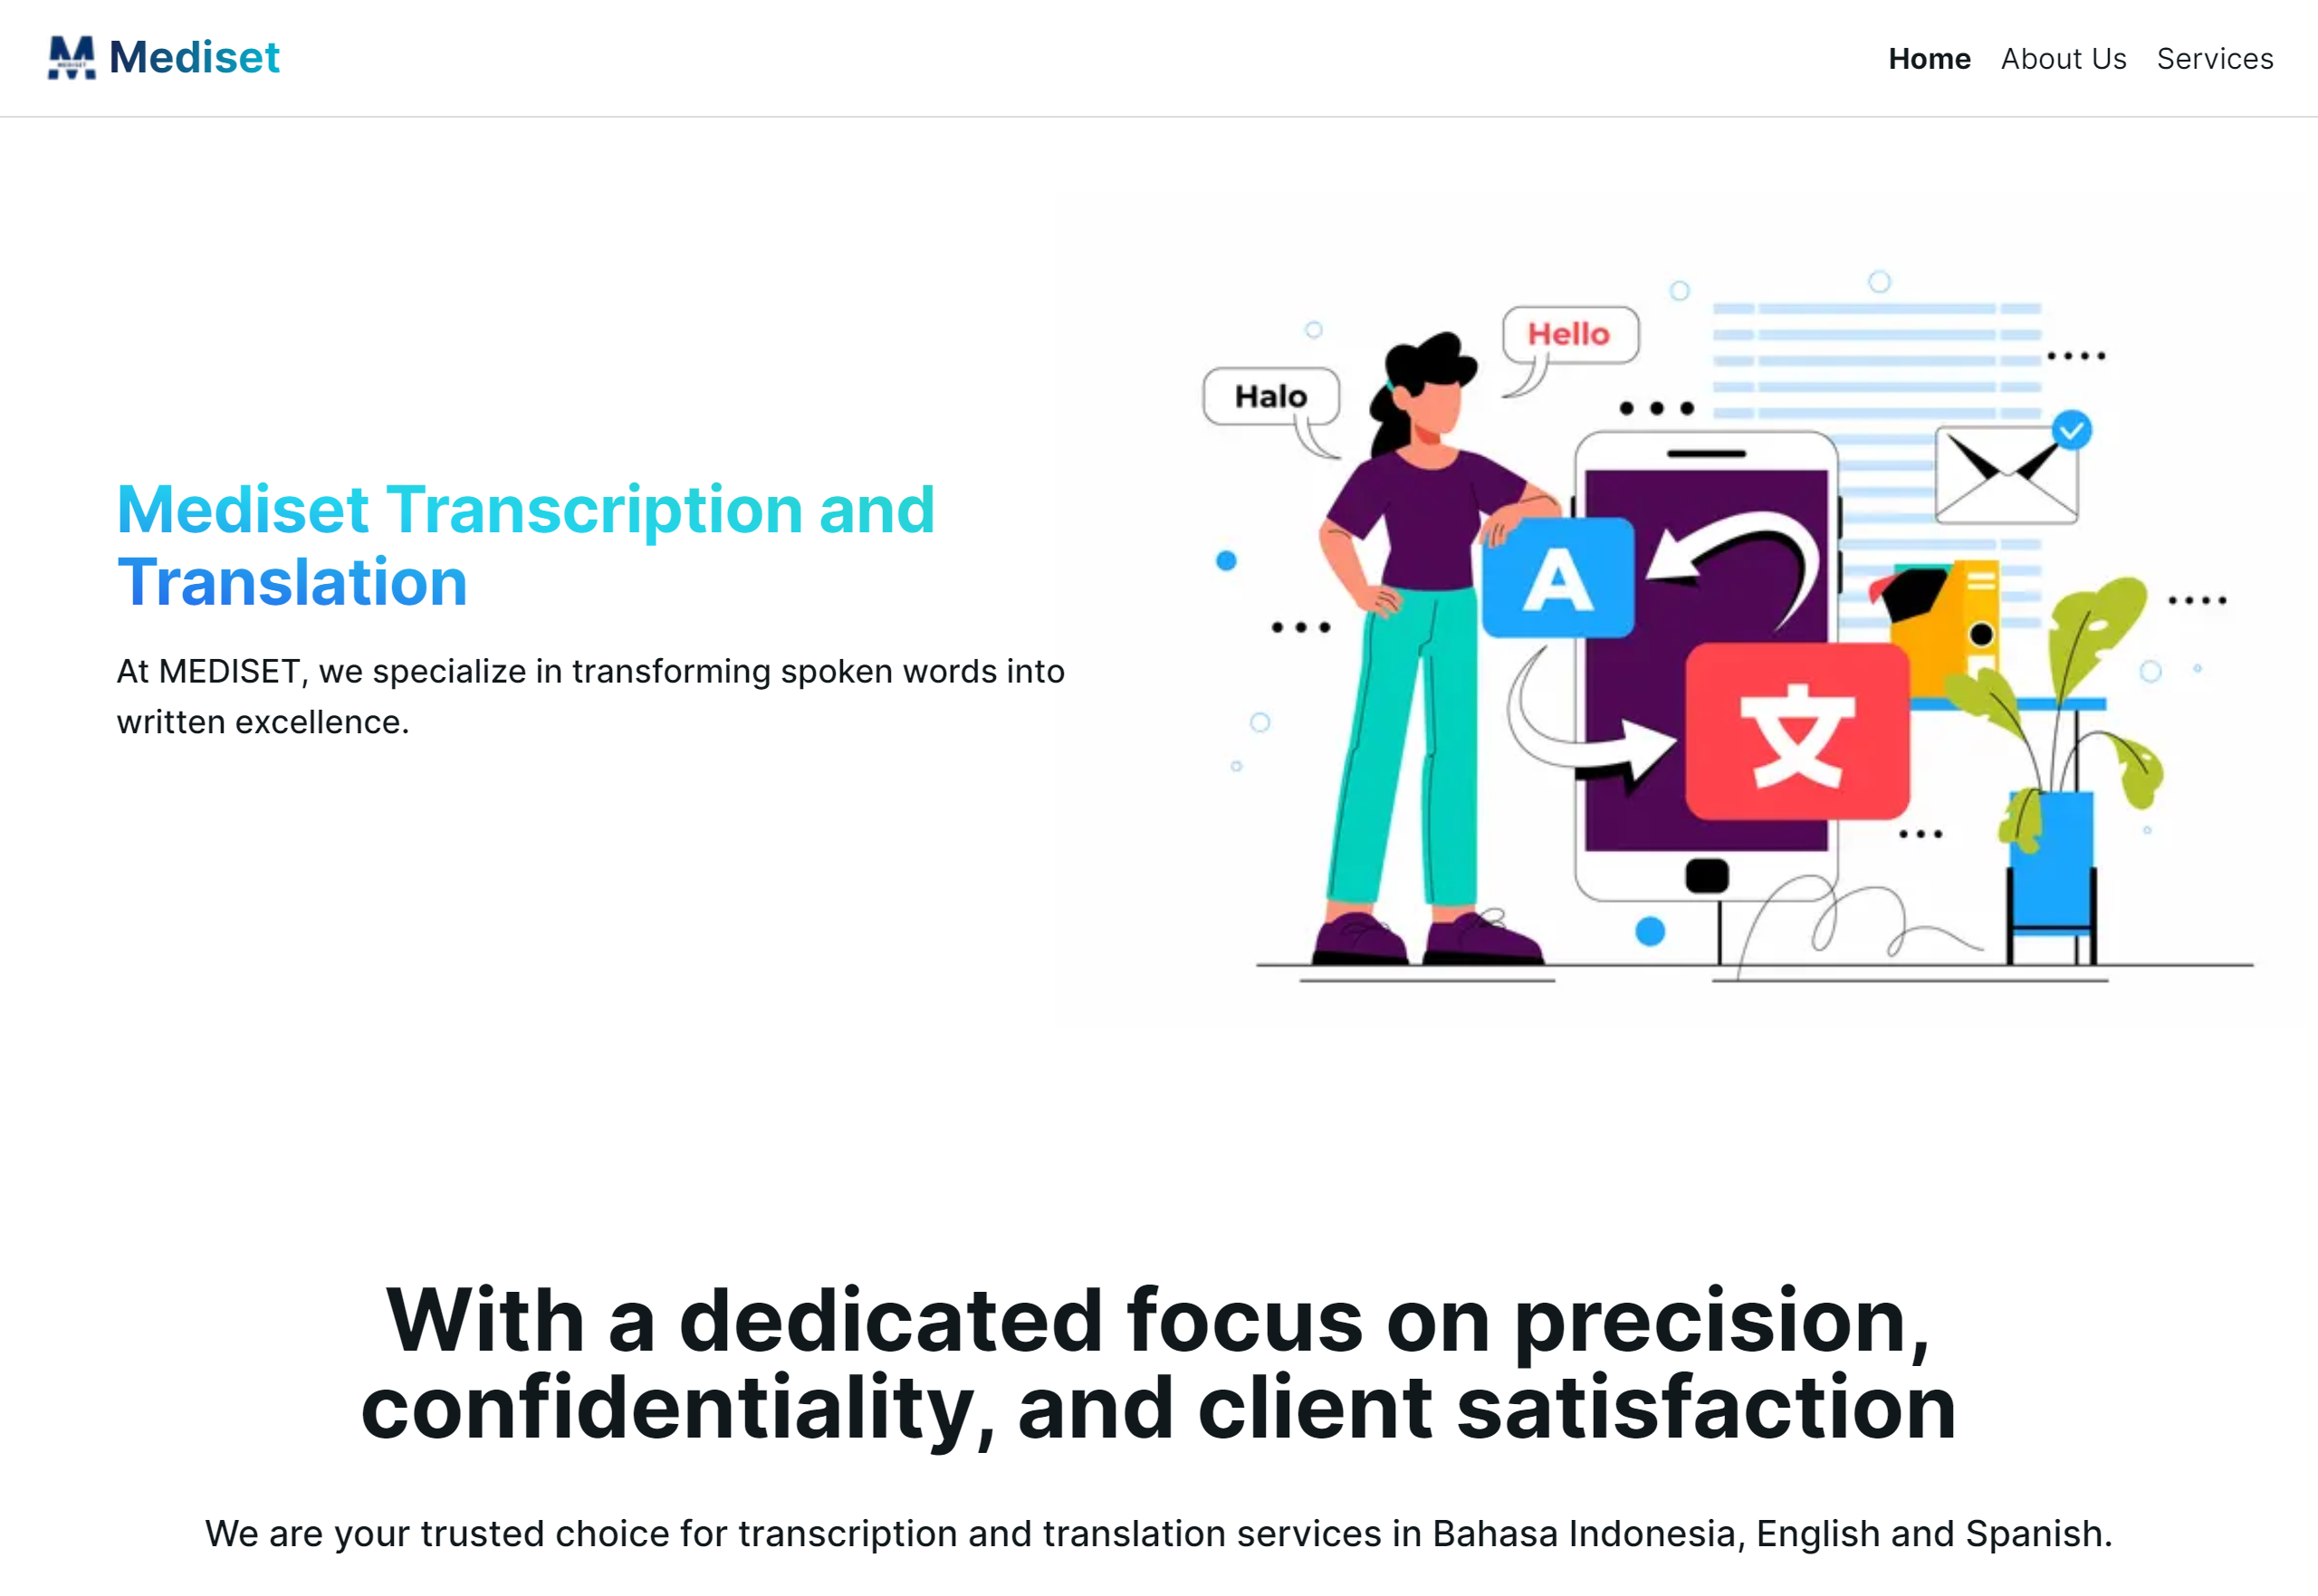 MEDISET
Mediset
Home About Us Services
Mediset Transcription and
Translation
At MEDISET, we specialize in transforming spoken words into
written excellence.
Halo
Hello
A
文
With a dedicated focus on precision,
confidentiality, and client satisfaction
We are your trusted choice for transcription and translation services in Bahasa Indonesia, English and Spanish.